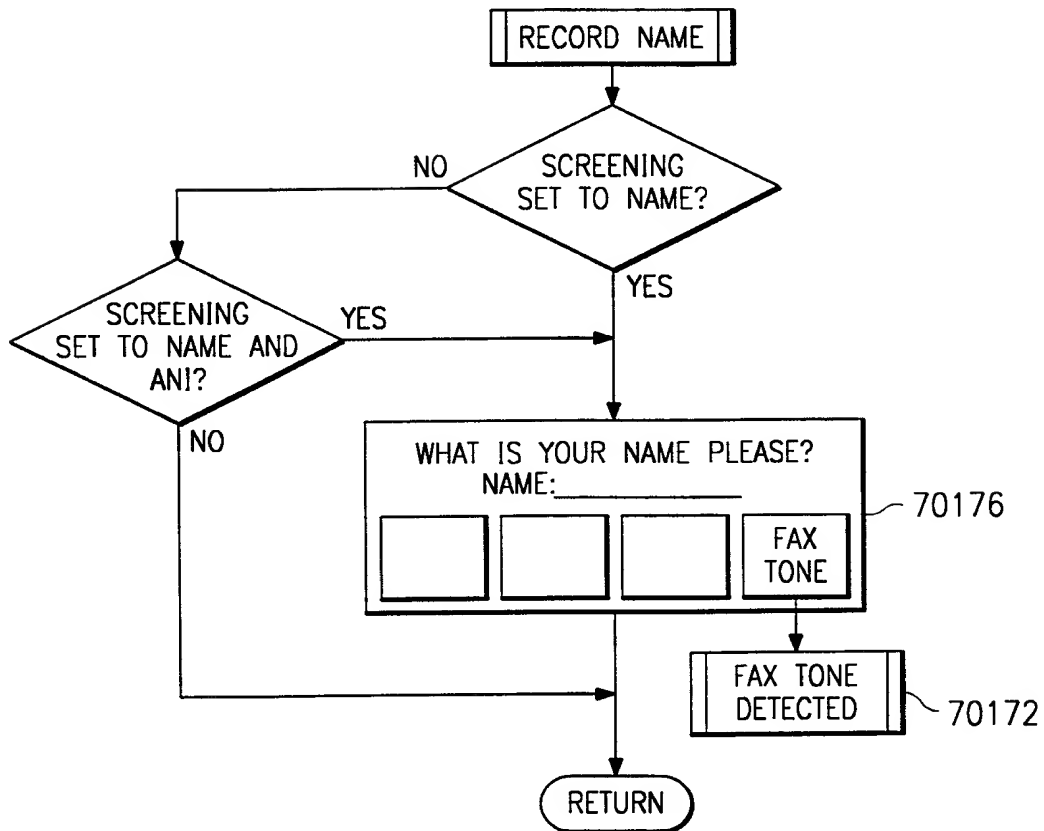 RECORD NAME
SCREENING
SET TO NAME?
NO
YES
SCREENING
SET TO NAME AND
ANI?
YES
NO
WHAT IS YOUR NAME PLEASE?
NAME:_______________
FAX
TONE
70176
FAX TONE
DETECTED
70172
RETURN